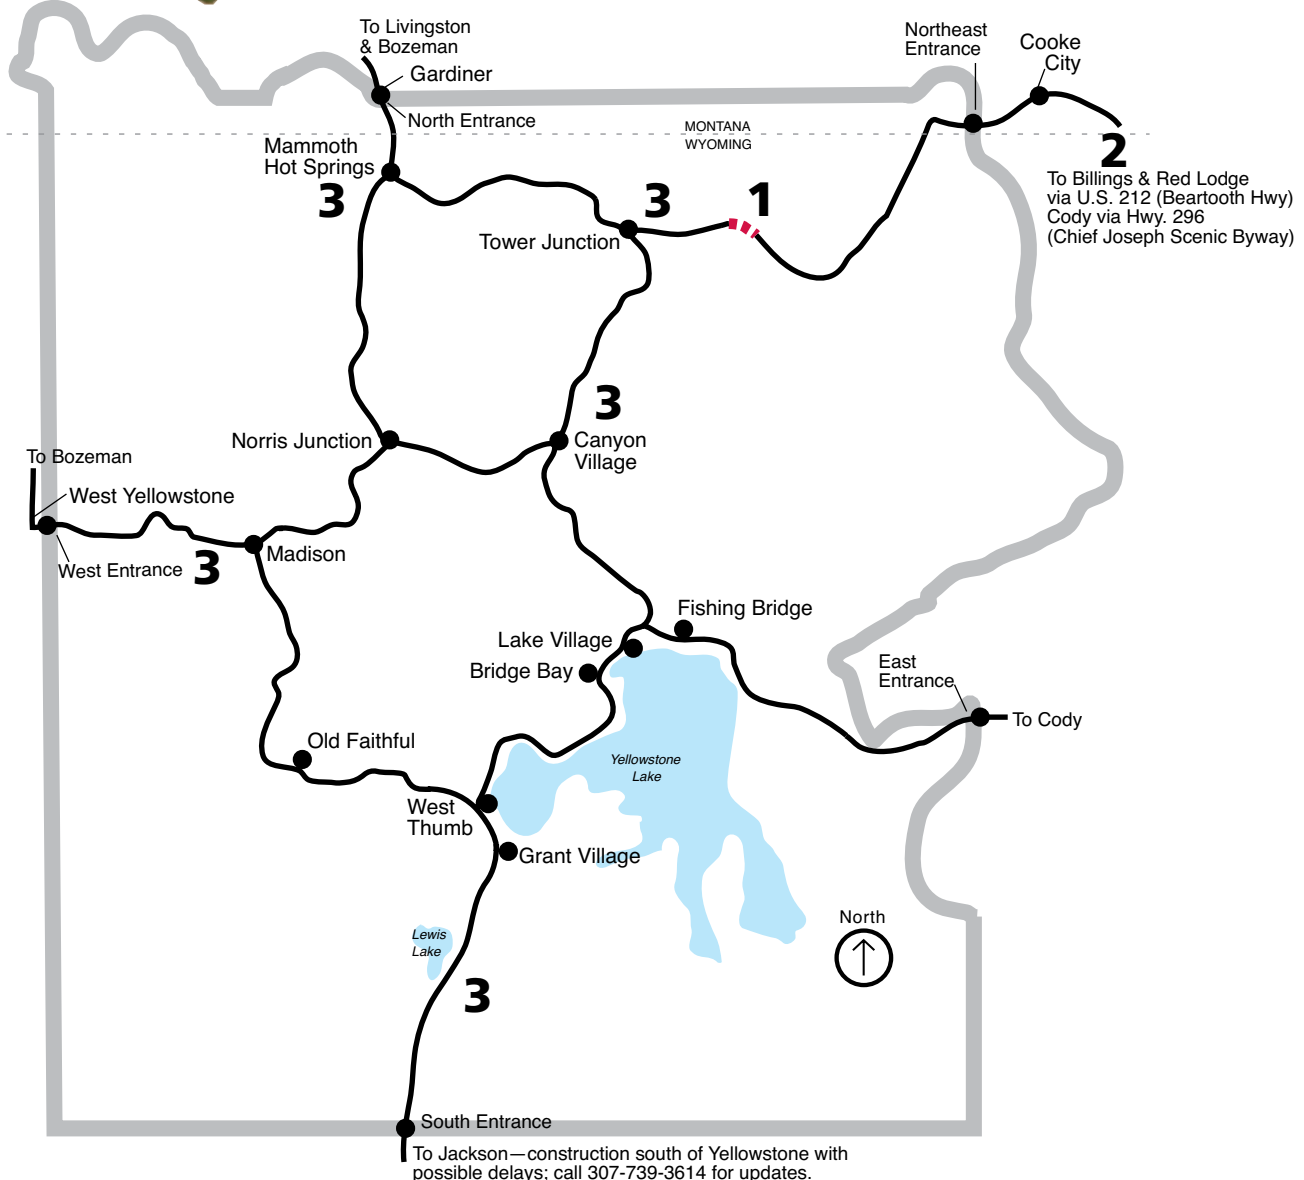 To Livingston
& Bozeman
Gardiner
North Entrance
Northeast
Entrance
Cooke
City
MONTANA
WYOMING
Mammoth
Hot Springs
3
3
1
2
To Billings & Red Lodge
via U.S. 212 (Beartooth Hwy)
Cody via Hwy. 296
(Chief Joseph Scenic Byway)
Tower Junction
3
Norris Junction
Canyon
Village
To Bozeman
West Yellowstone
West Entrance
3
Madison
Fishing Bridge
Lake Village
Bridge Bay
East
Entrance
To Cody
Old Faithful
Yellowstone
Lake
West
Thumb
Grant Village
Lewis
Lake
North
3
South Entrance
To Jackson—construction south of Yellowstone with
possible delays; call 307-739-3614 for updates.